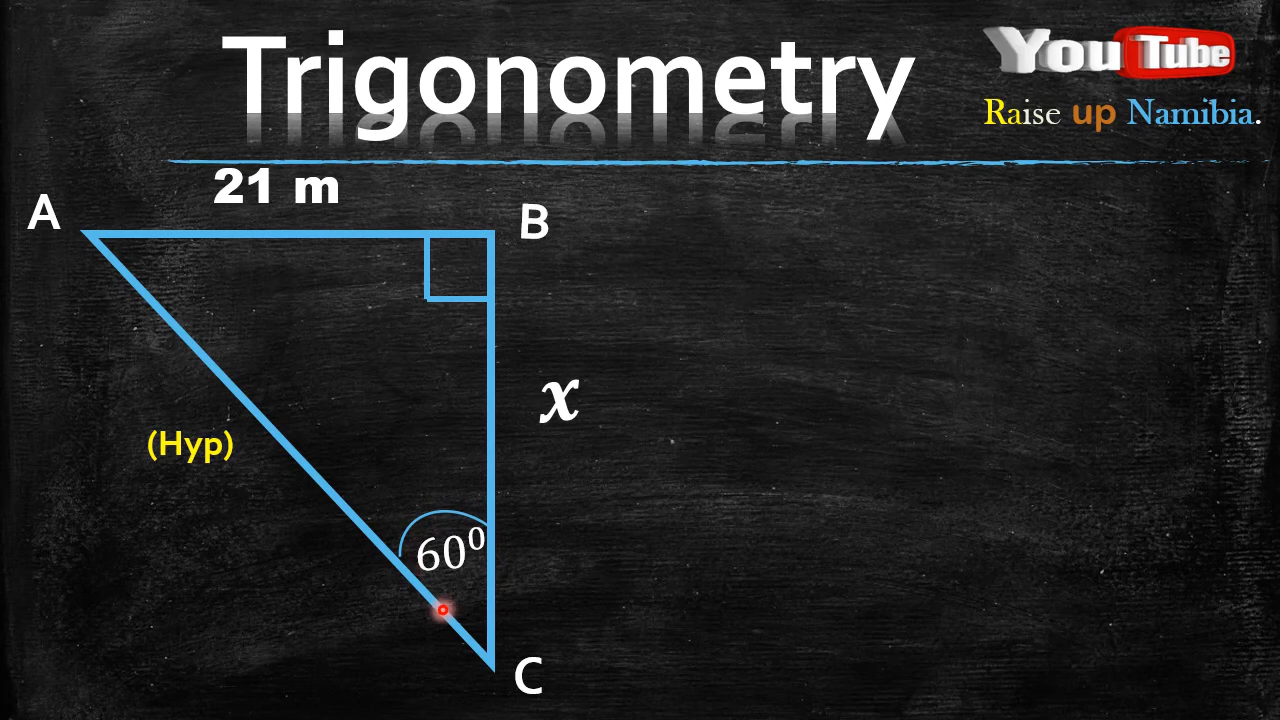 Trigonometry
YouTube
Raise up Namibia.
21 m
A
B
x
(Hyp)
60⁰
C